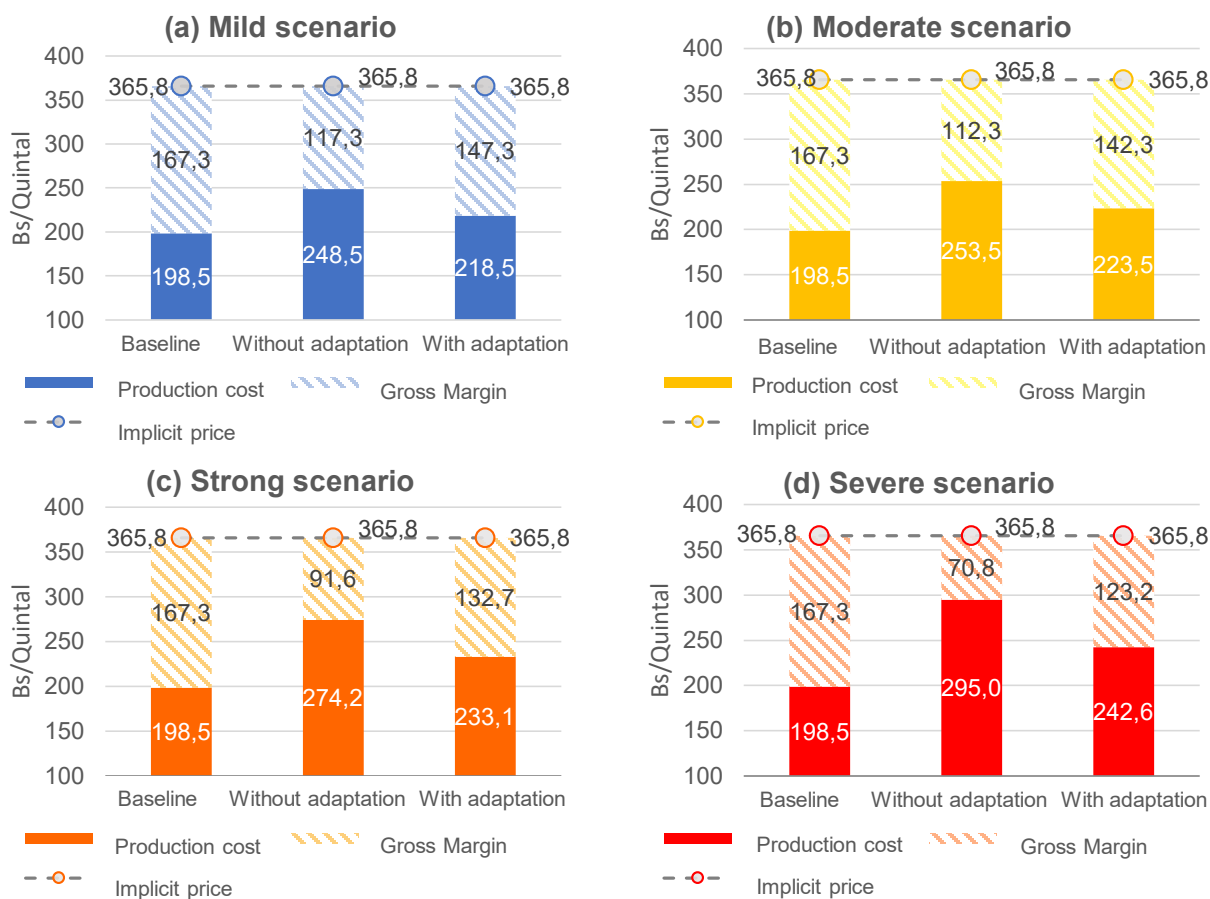 (a) Mild scenario
Bs/Quintal
400
350
300
250
200
150
100
365,8
365,8
365,8
167,3
117,3
147,3
198,5
248,5
218,5
Baseline
Without adaptation
With adaptation
Production cost
Gross Margin
Implicit price
(b) Moderate scenario
Bs/Quintal
400
350
300
250
200
150
100
365,8
365,8
365,8
167,3
112,3
142,3
198,5
253,5
223,5
Baseline
Without adaptation
With adaptation
Production cost
Gross Margin
Implicit price
(c) Strong scenario
Bs/Quintal
400
350
300
250
200
150
100
365,8
365,8
365,8
167,3
91,6
132,7
198,5
274,2
233,1
Baseline
Without adaptation
With adaptation
Production cost
Gross Margin
Implicit price
(d) Severe scenario
Bs/Quintal
400
350
300
250
200
150
100
365,8
365,8
365,8
167,3
70,8
123,2
198,5
295,0
242,6
Baseline
Without adaptation
With adaptation
Production cost
Gross Margin
Implicit price